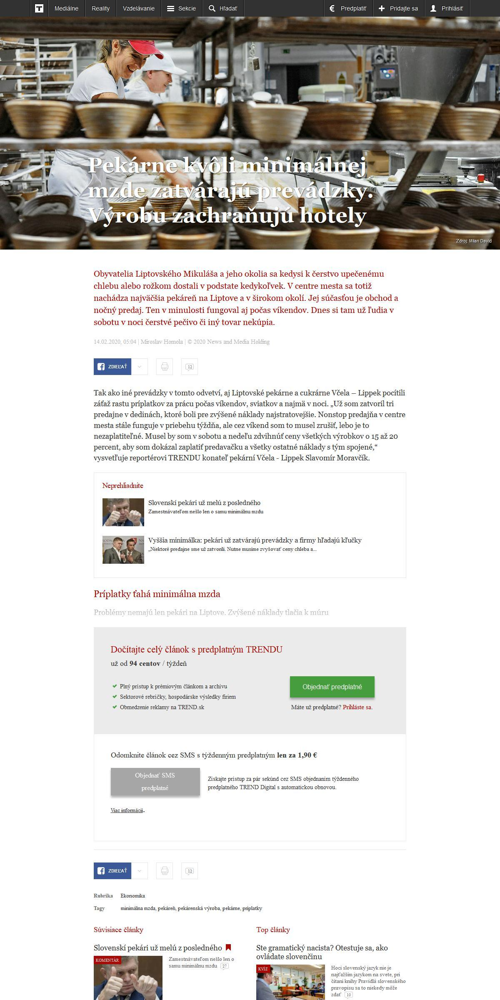 T Mediálne Reality Vzdelávanie Sekcie Hľadať € Predplatiť Pridajte sa Prihlásiť
Pekárne kvôli minimálnej
mzde zatvárajú prevádzky.
Výrobu zachraňujú hotely
Zdroj: Milan David
Obyvatelia Liptovského Mikuláša a jeho okolia sa kedysi k čerstvo upečenému
chlebu alebo rožkom dostali v podstate kedykoľvek. V centre mesta sa totiž
nachádza najväčšia pekáreň na Liptove a v širokom okolí. Jej súčasťou je obchod a
nočný predaj. Ten v minulosti fungoval aj počas víkendov. Dnes si tam už ľudia v
sobotu v noci čerstvé pečivo či iný tovar nekúpia.
14.02.2020, 05:04 | Miroslav Homola | © 2020 News and Media Holding
ZDIEĽAŤ 12
Tak ako iné prevádzky v tomto odvetví, aj Liptovské pekárne a cukrárne Včela – Lippek pocítili
záťaž rastu príplatkov za prácu počas víkendov, sviatkov a najmä v noci. „Už som zatvoril tri
predajne v dedinách, ktoré boli pre zvýšené náklady najstratovejšie. Nonstop predajňa v centre
mesta stále funguje v priebehu týždňa, ale cez víkend som to musel zrušiť, lebo je to
nezaplatiteľné. Musel by som v sobotu a nedeľu zdvihnúť ceny všetkých výrobkov o 15 až 20
percent, aby som dokázal zaplatiť predavačku a všetky ostatné náklady s tým spojené,“
vysvetľuje reportérovi TRENDU konateľ pekární Včela - Lippek Slavomír Moravčík.
Neprehliadnite
Slovenskí pekári už melú z posledného
Zamestnávateľom nešlo len o samu minimálnu mzdu
Vyššia minimálka: pekári už zatvárajú prevádzky a firmy hľadajú kľučky
„Niektoré predajne sme už zatvorili. Nutne musíme zvyšovať ceny chleba a...
Príplatky ťahá minimálna mzda
Problémy nemajú len pekári na Liptove. Zvýšené náklady tlačia k múru
Dočítajte celý článok s predplatným TRENDU
už od 94 centov / týždeň
Plný prístup k prémiovým článkom a archívu
Sektorové rebríčky, hospodárske výsledky firiem
Obmedzenie reklamy na TREND.sk
Objednať predplatné
Máte už predplatné? Prihláste sa.
Odomknite článok cez SMS s týždenným predplatným len za 1,90 €
Objednať SMS
predplatné
Získajte prístup za pár sekúnd cez SMS objednaním týždenného
predplatného TREND Digital s automatickou obnovou.
Viac informácií.
ZDIEĽAŤ 12
Rubrika Ekonomika
Tagy minimálna mzda, pekáreň, pekárenská výroba, pekárne, príplatky
Súvisiace články
Slovenskí pekári už melú z posledného
KOMENTÁR
Zamestnávateľom nešlo len o
samu minimálnu mzdu 27
Top články
Ste gramatický nacista? Otestuje sa, ako
ovládate slovenčinu
KVÍZ
Hoci slovenský jazyk nie je
najťažším jazykom na svete, pri
čítaní knihy Pravidlá slovenského
pravopisu sa to niekedy môže
zdať 10